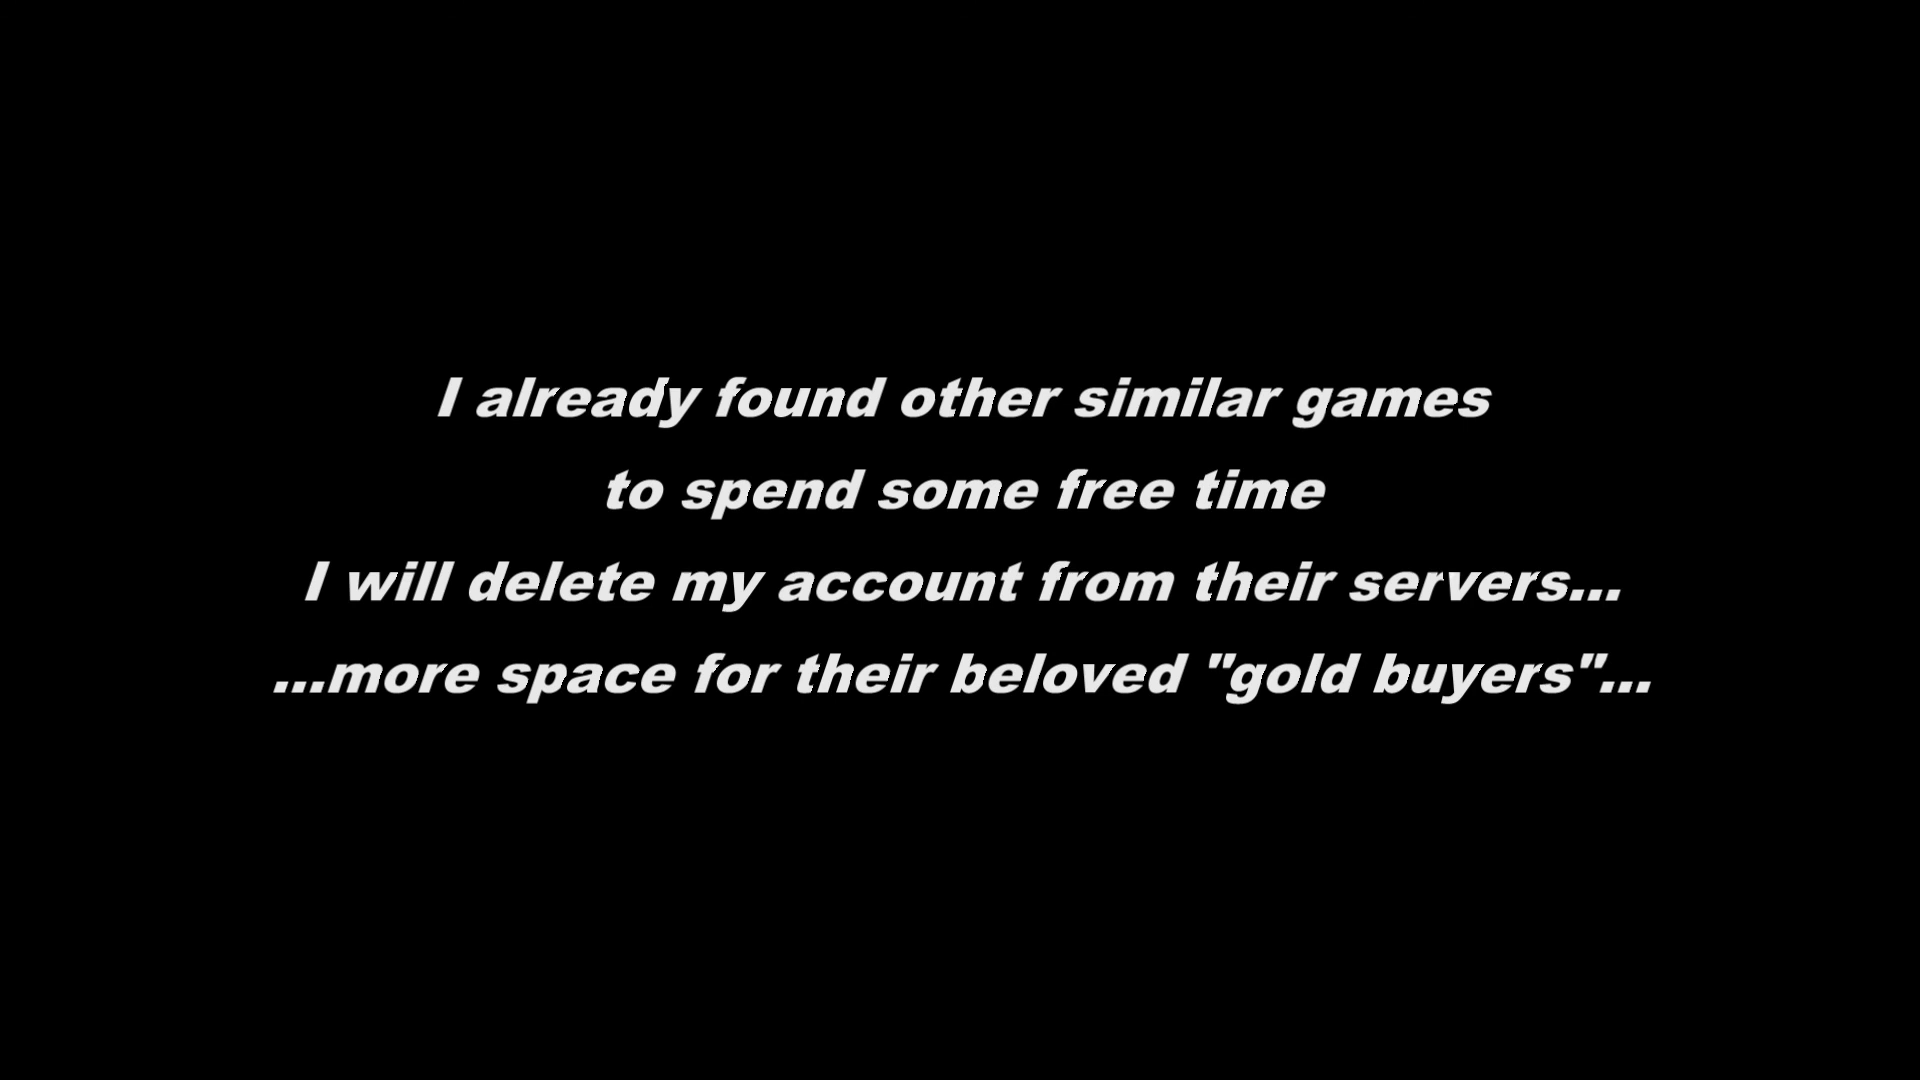 I already found other similar games
to spend some free time
I will delete my account from their servers...
...more space for their beloved "gold buyers"...